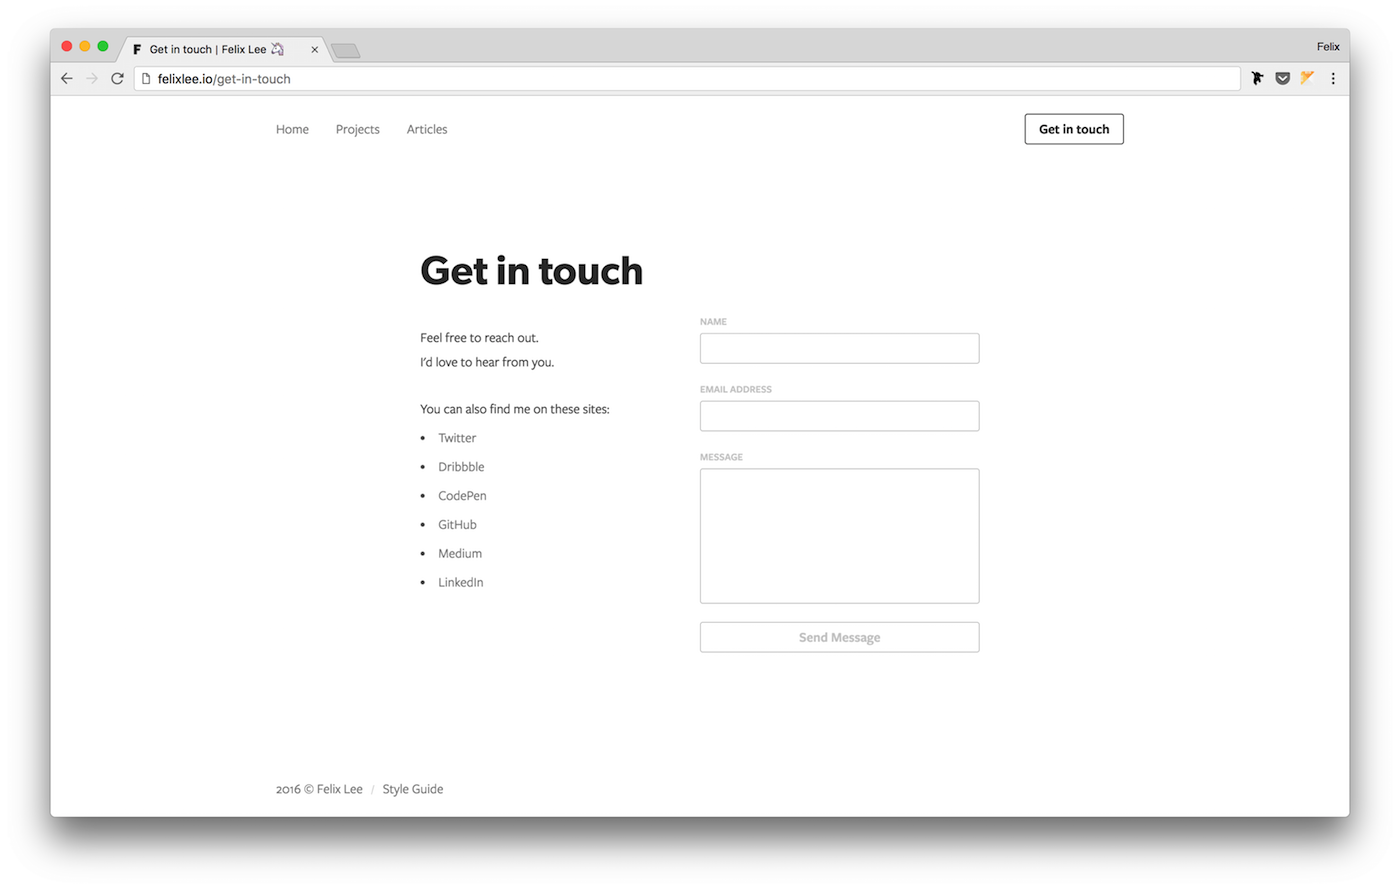 Get in touch | Felix Lee 🦄
Felix
felixlee.io/get-in-touch
Home
Projects
Articles
Get in touch
Get in touch
Feel free to reach out.
I'd love to hear from you.
You can also find me on these sites:
• Twitter
• Dribbble
• CodePen
• GitHub
• Medium
• LinkedIn
NAME
EMAIL ADDRESS
MESSAGE
Send Message
2016 © Felix Lee / Style Guide